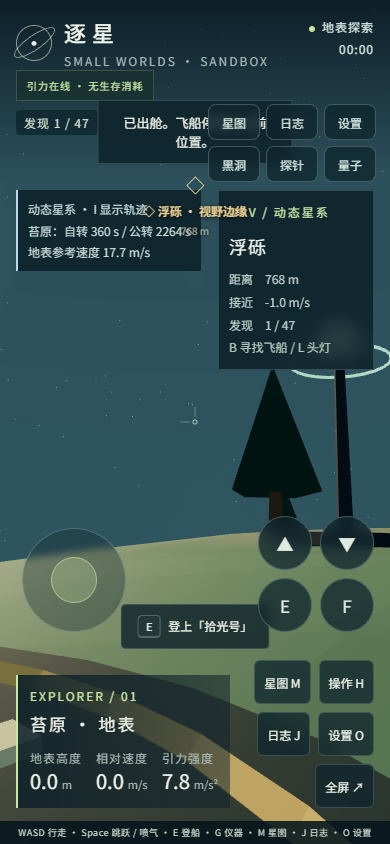 逐星
SMALL WORLDS • SANDBOX
地表探索
00:00
引力在线 · 无生存消耗
发现 1 / 47
已出舱。飞船停
前
位置。
星图
日志
设置
黑洞
探针
量子
动态星系 · I 显示轨迹
苔原: 自转 360 s / 公转 2264 s
地表参考速度 17.7 m/s
浮砾 · 视野边缘
768 m
V / 动态星系
浮砾
距离 768 m
接近 -1.0 m/s
发现 1 / 47
B 寻找飞船 / L 头灯
▲
▼
E
F
E 登上「拾光号」
星图 M
操作 H
日志 J
设置 O
全屏 ↗
EXPLORER / 01
苔原 · 地表
地表高度 相对速度 引力强度
0.0 m 0.0 m/s 7.8 m/s²
WASD 行走 · Space 跳跃 / 喷气 · E 登船 · G 仪器 · M 星图 · J 日志 · O 设置